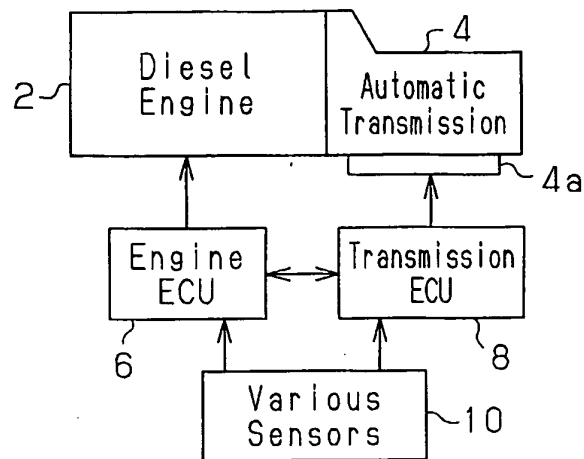 2
Diesel
Engine
4
Automatic
Transmission
4a
Engine
ECU
6
Transmission
ECU
8
Various
Sensors
10